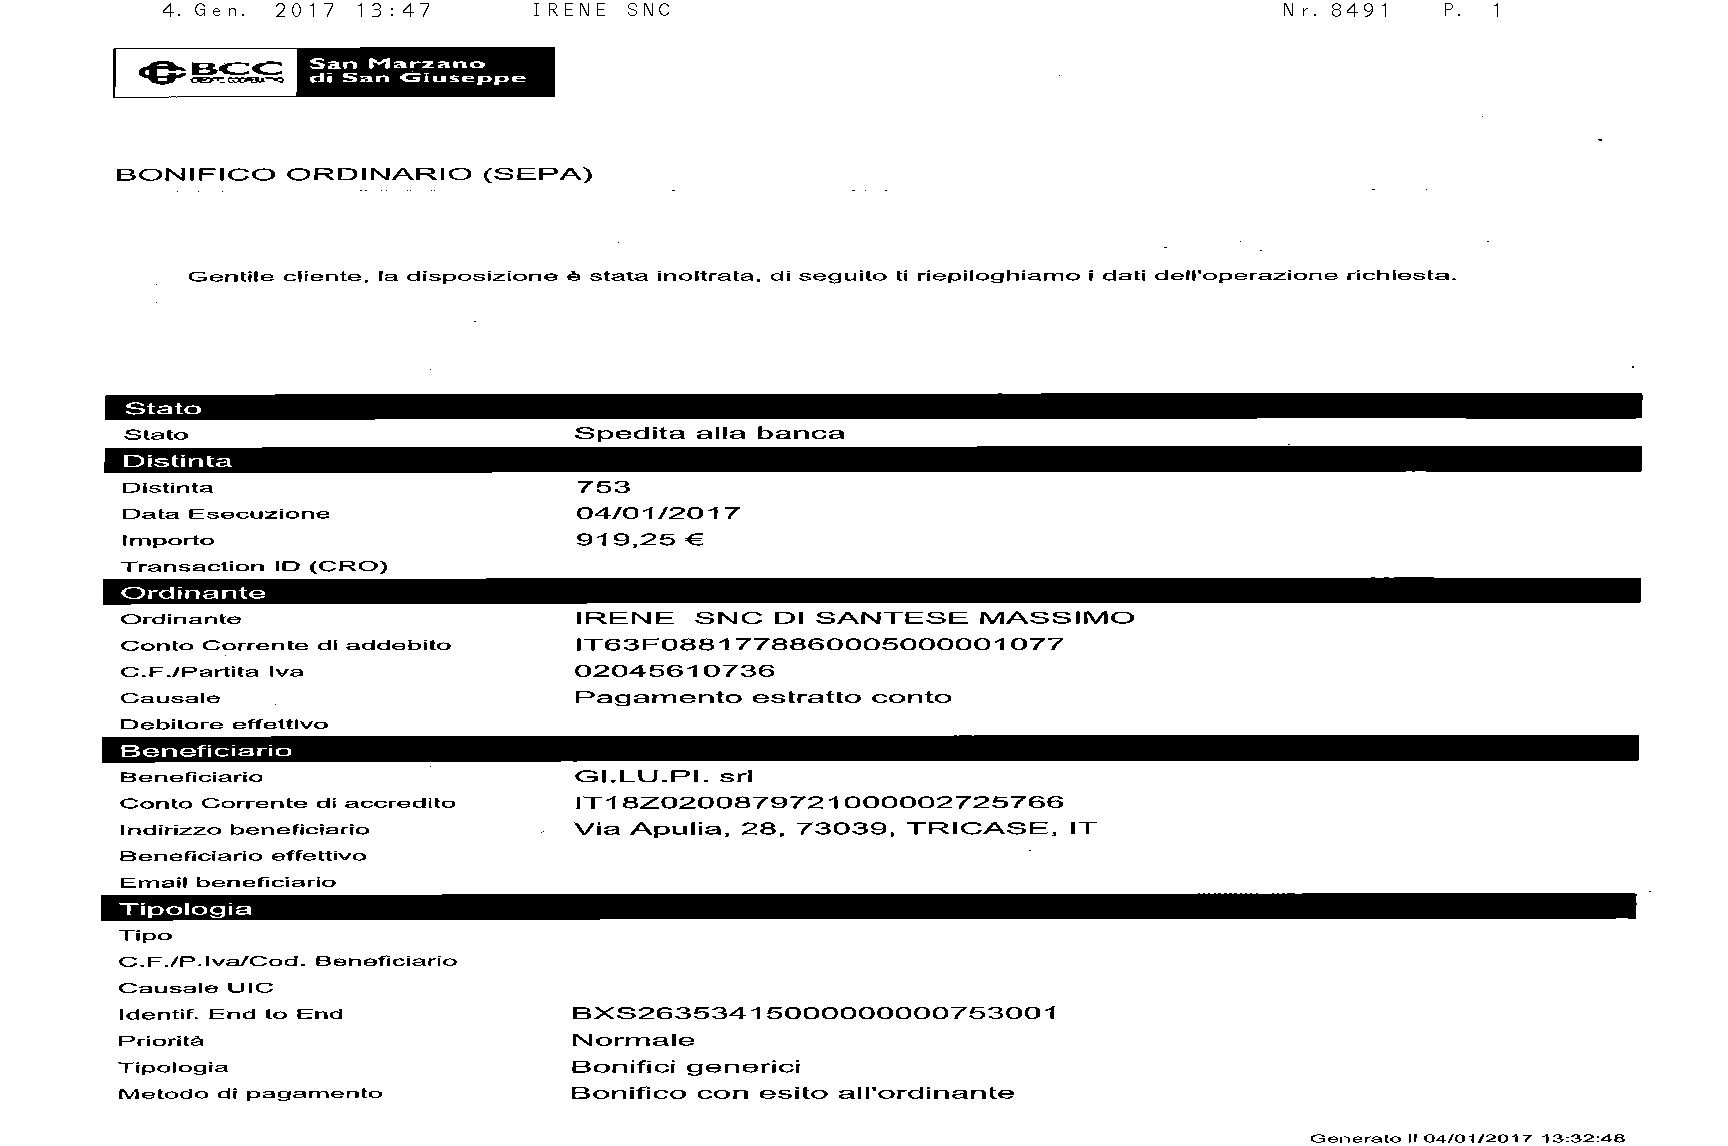 4. Gen. 2017 13:47 IRENE SNC Nr. 8491 P. 1
BCC San Marzano
CREDITO COOPERATIVO di San Giuseppe
BONIFICO ORDINARIO (SEPA)
Gentile cliente, la disposizione è stata inoltrata, di seguito ti riepiloghiamo i dati dell'operazione richiesta.
Stato
Stato Spedita alla banca
Distinta
Distinta 753
Data Esecuzione 04/01/2017
Importo 919,25 €
Transaction ID (CRO)
Ordinante
Ordinante IRENE SNC DI SANTESE MASSIMO
Conto Corrente di addebito IT63F0881778860005000001077
C.F./Partita Iva 02045610736
Causale Pagamento estratto conto
Debitore effettivo
Beneficiario
Beneficiario GI.LU.PI. srl
Conto Corrente di accredito IT18Z0200879721000002725766
Indirizzo beneficiario Via Apulia, 28, 73039, TRICASE, IT
Beneficiario effettivo
Email beneficiario
Tipologia
Tipo
C.F./P.Iva/Cod. Beneficiario
Causale UIC
Identif. End to End BXS26353415000000000753001
Priorità Normale
Tipologia Bonifici generici
Metodo di pagamento Bonifico con esito all'ordinante
Generato il 04/01/2017 13:32:48